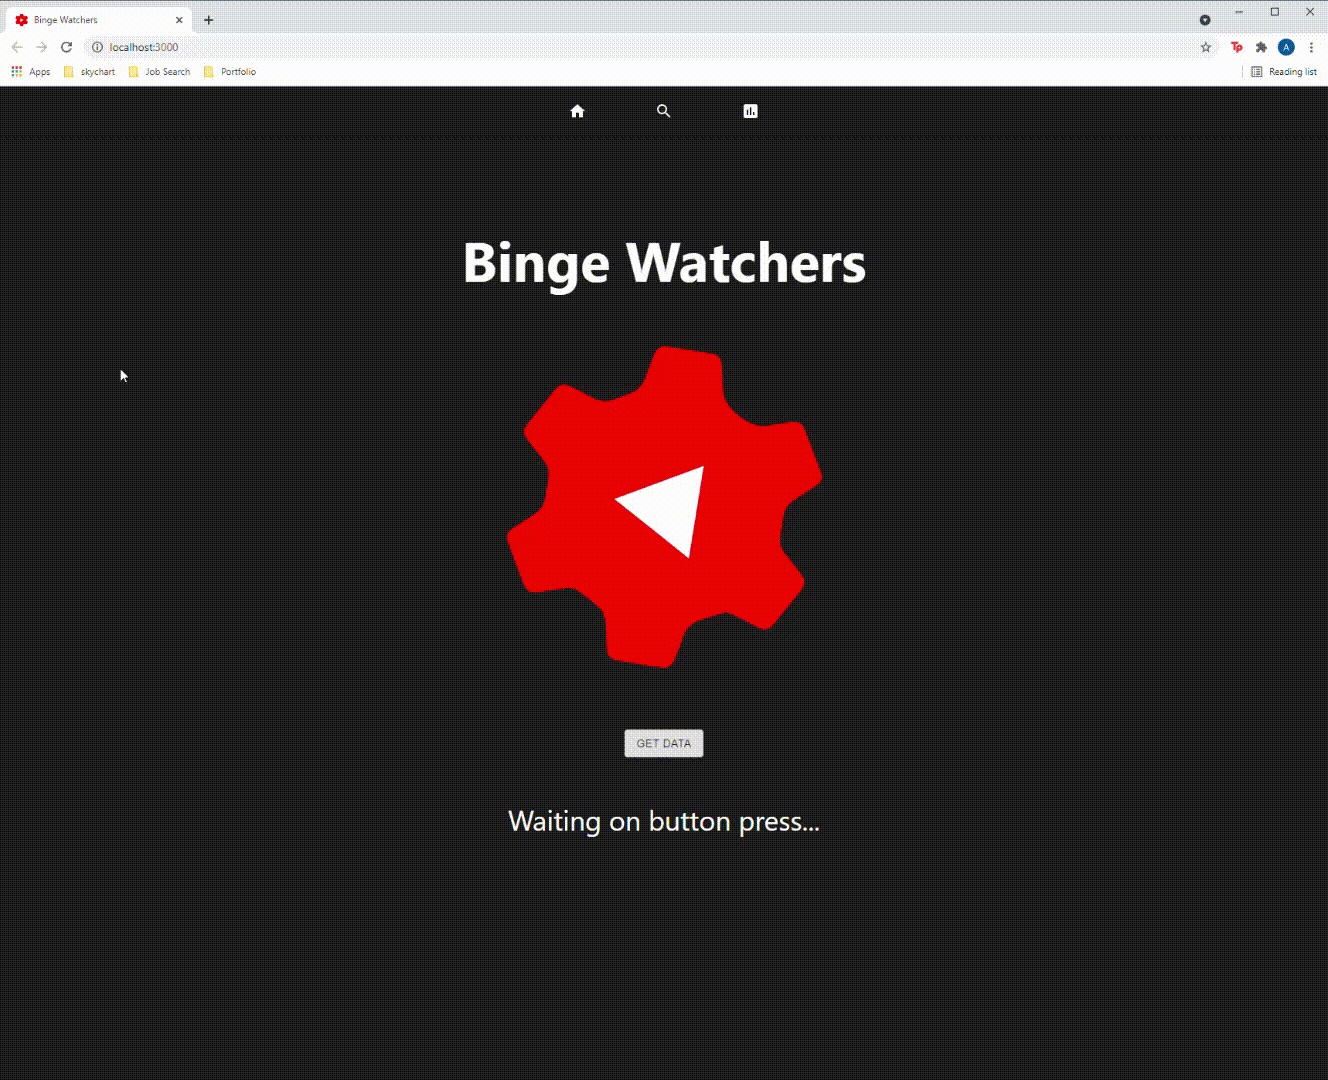 Binge Watchers
localhost:3000
Tp
A
Apps
skychart
Job Search
Portfolio
Reading list
Binge Watchers
GET DATA
Waiting on button press...